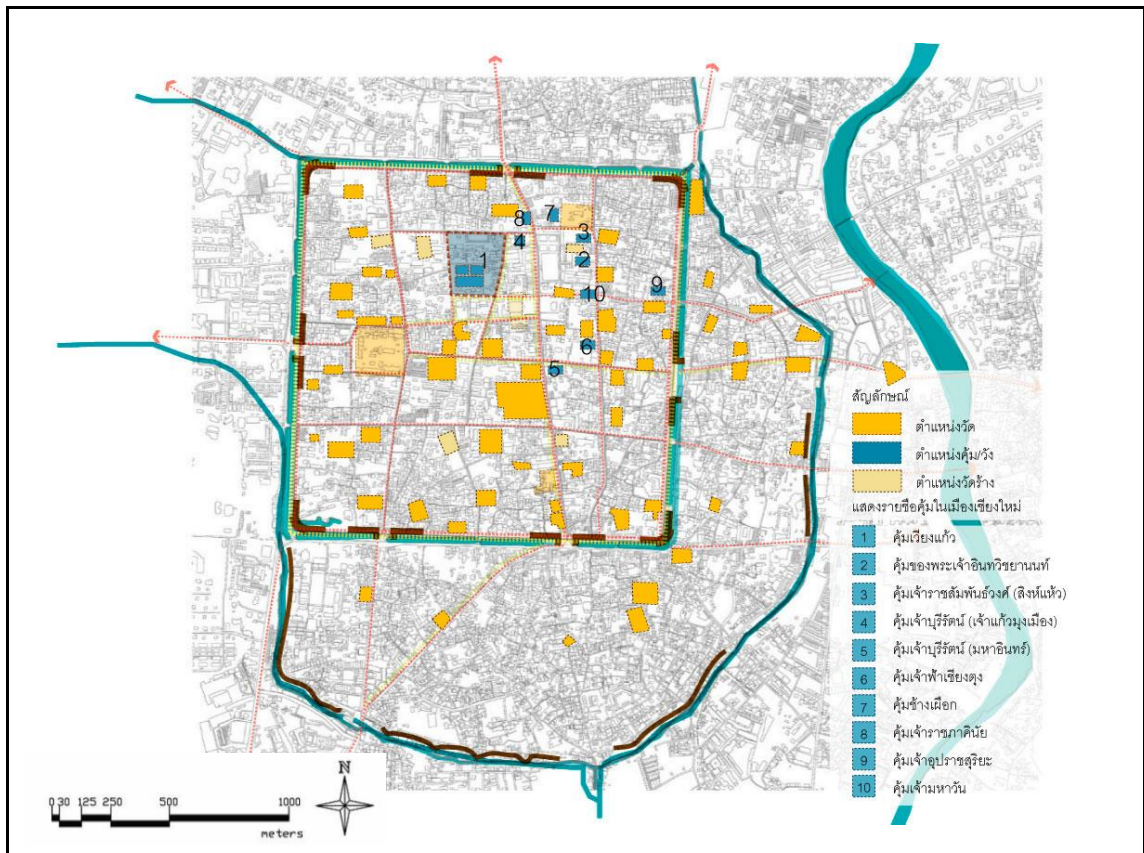 8 7
4 3
1 2
10 9
6
5
สัญลักษณ์
ตำแหน่งวัด
ตำแหน่งคุ้ม/วัง
ตำแหน่งวัดร้าง
แสดงรายชื่อคุ้มในเมืองเชียงใหม่
1 คุ้มเวียงแก้ว
2 คุ้มของพระเจ้าอินทวิชยานนท์
3 คุ้มเจ้าราชสัมพันธ์วงศ์ (สิงห์แห้ว)
4 คุ้มเจ้าบุรีรัตน์ (เจ้าแก้วมุงเมือง)
5 คุ้มเจ้าบุรีรัตน์ (มหาอินทร์)
6 คุ้มเจ้าฟ้าเชียงตุง
7 คุ้มช้างเผือก
8 คุ้มเจ้าราชภาคินัย
9 คุ้มเจ้าอุปราชสุริยะ
10 คุ้มเจ้ามหาวัน
N
0 30 125 250 500 1000
meters